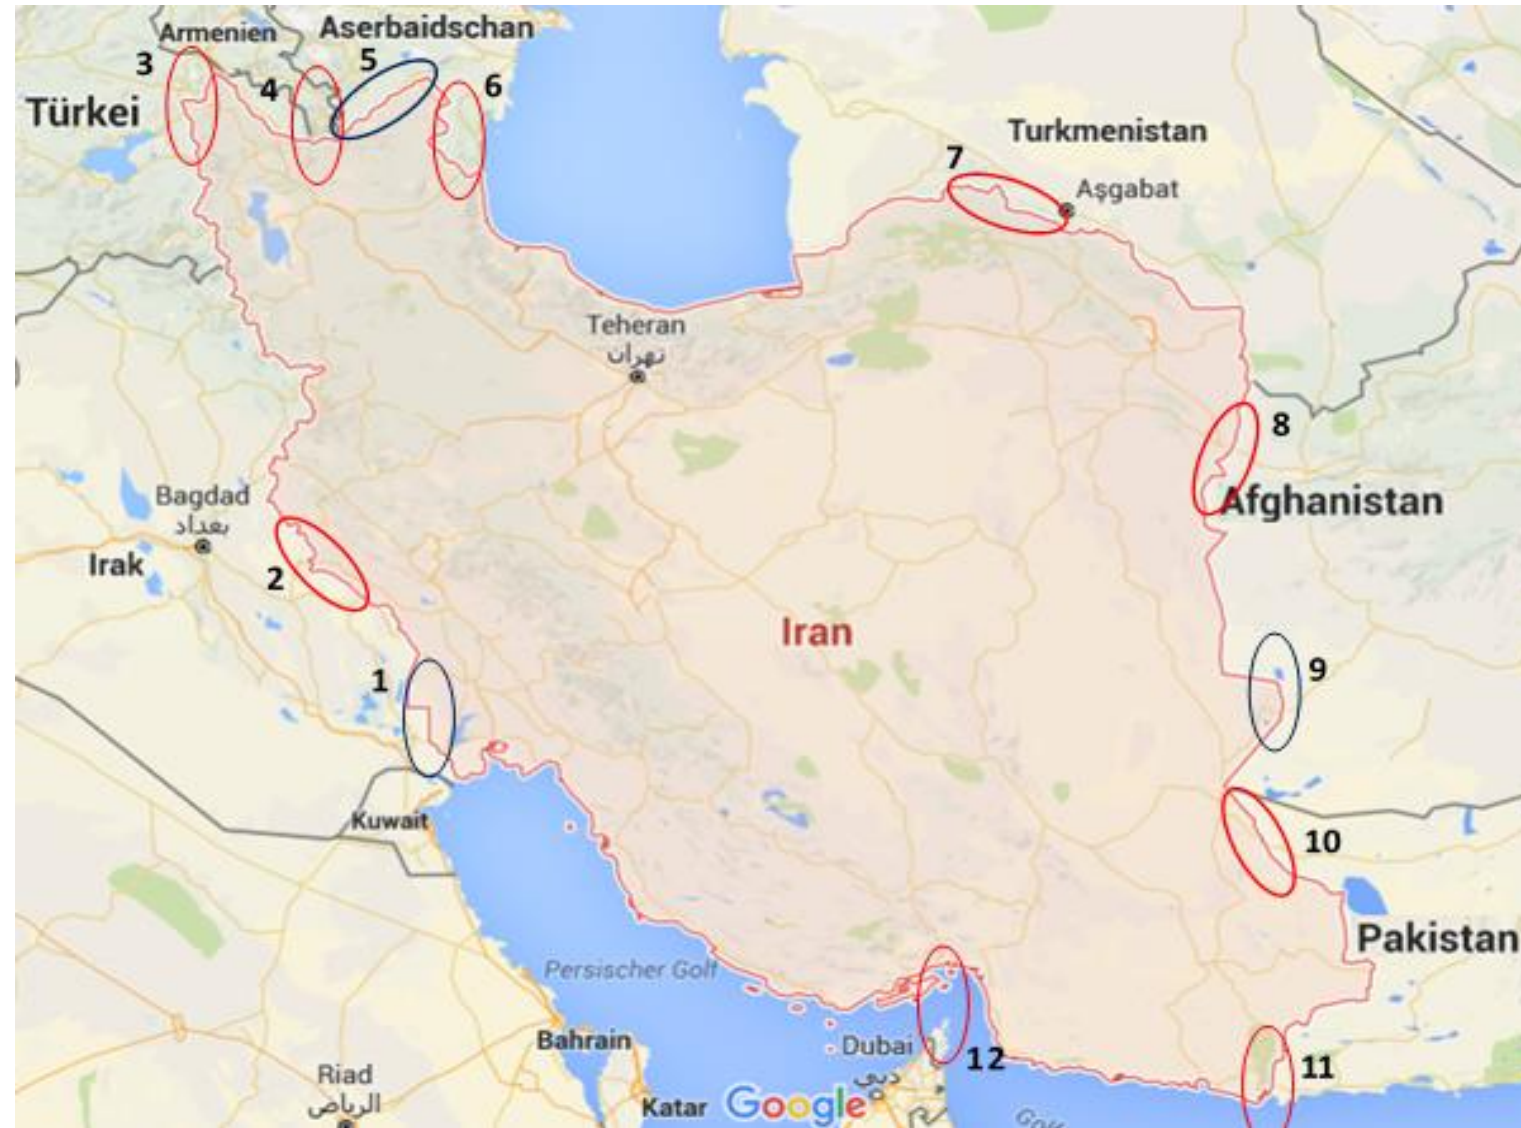 Armenien
Aserbaidschan
3
5
4
6
Türkei
Turkmenistan
7
Aşgabat
Teheran
تهران
8
Bagdad
بغداد
Afghanistan
Irak
2
Iran
1
9
Kuwait
10
Pakistan
Persischer Golf
Bahrain
Dubai
دبي
12
11
Riad
الرياض
Katar
Google
Golf